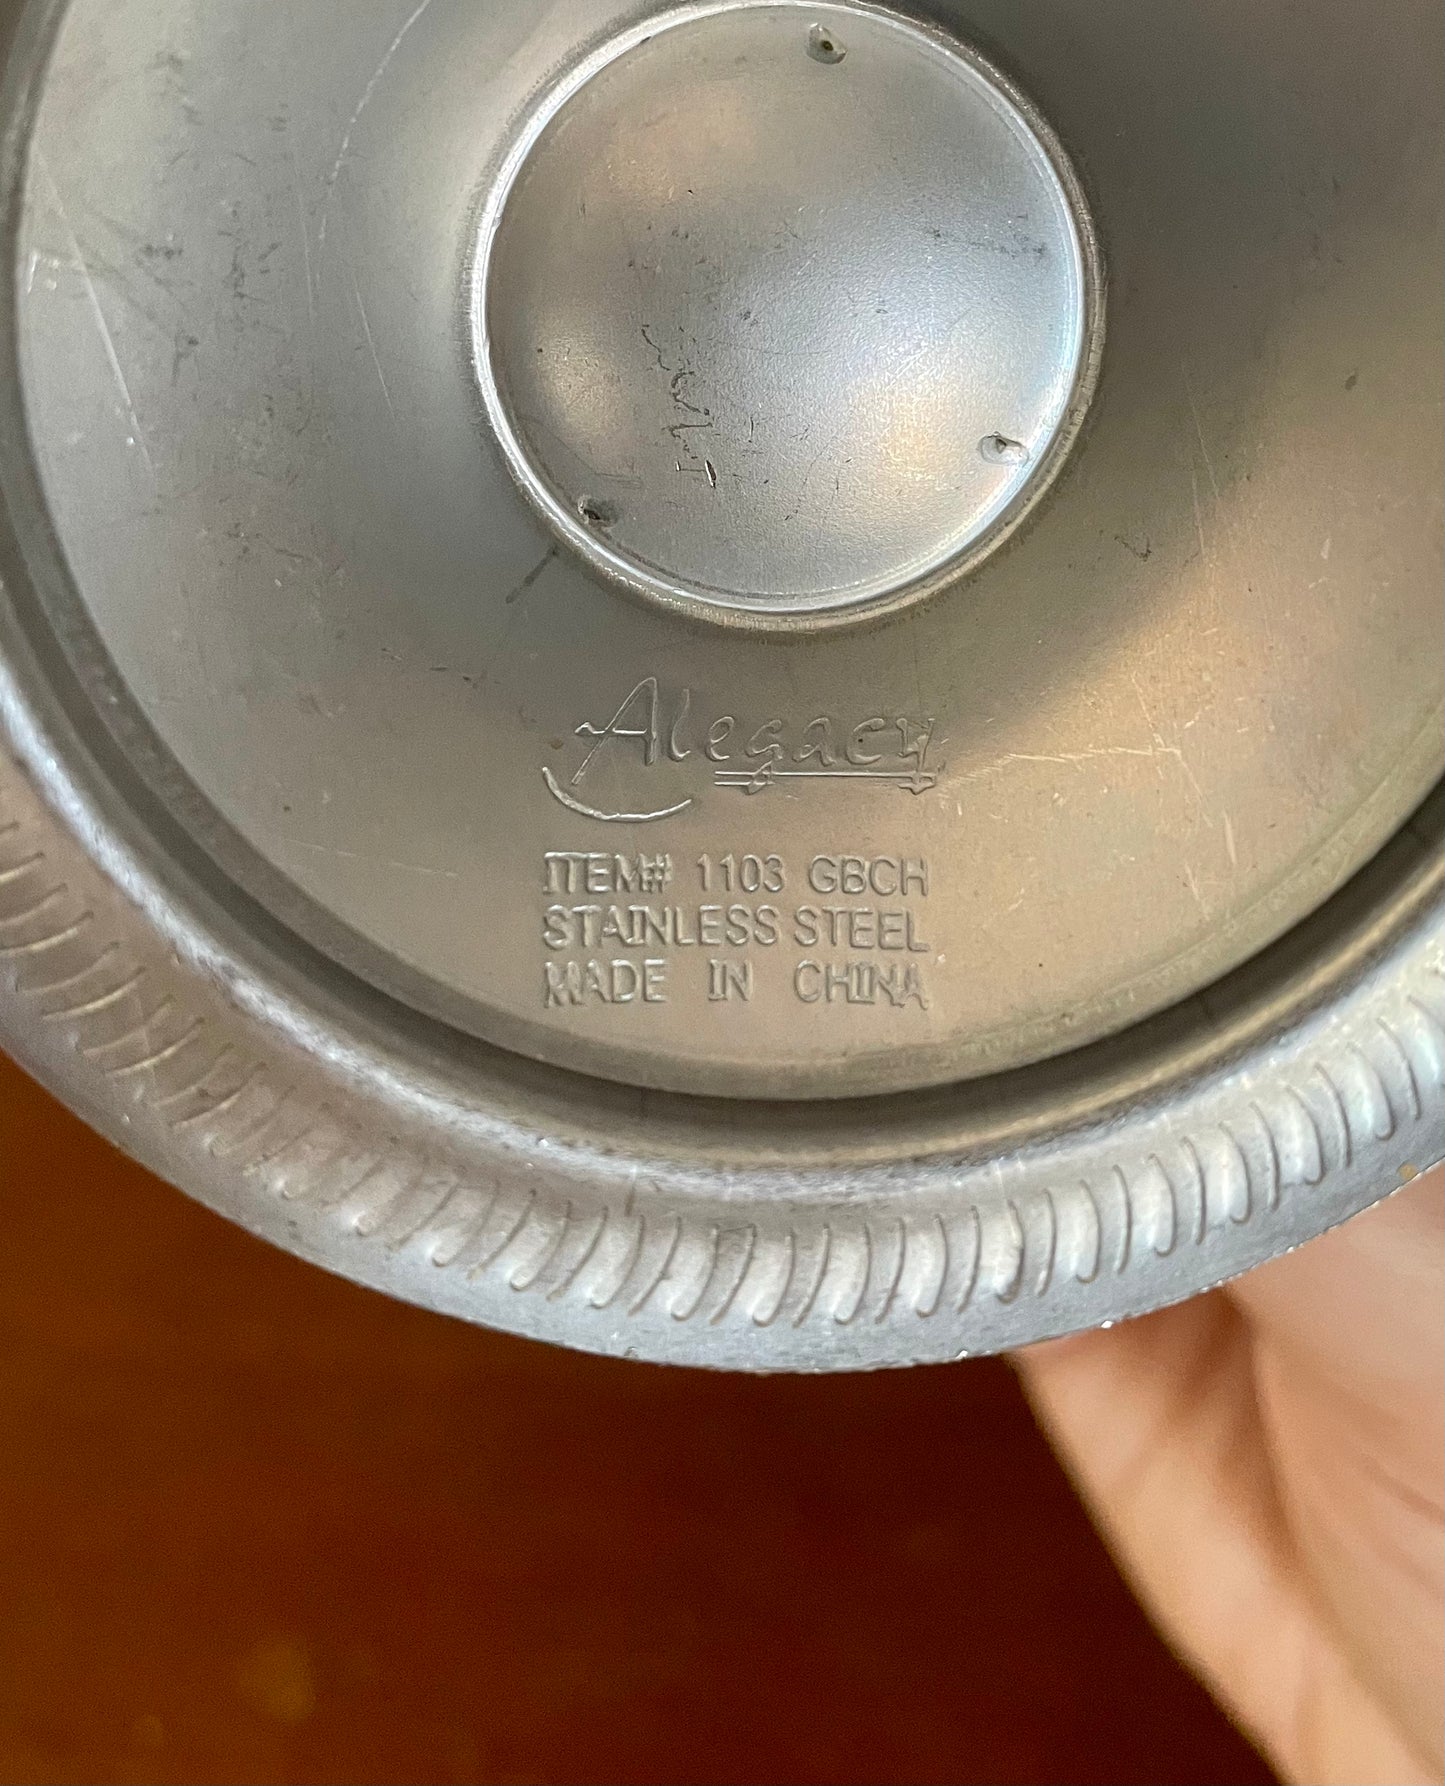 Alegacy
ITEM# 1103 GBCH
STAINLESS STEEL
MADE IN CHINA